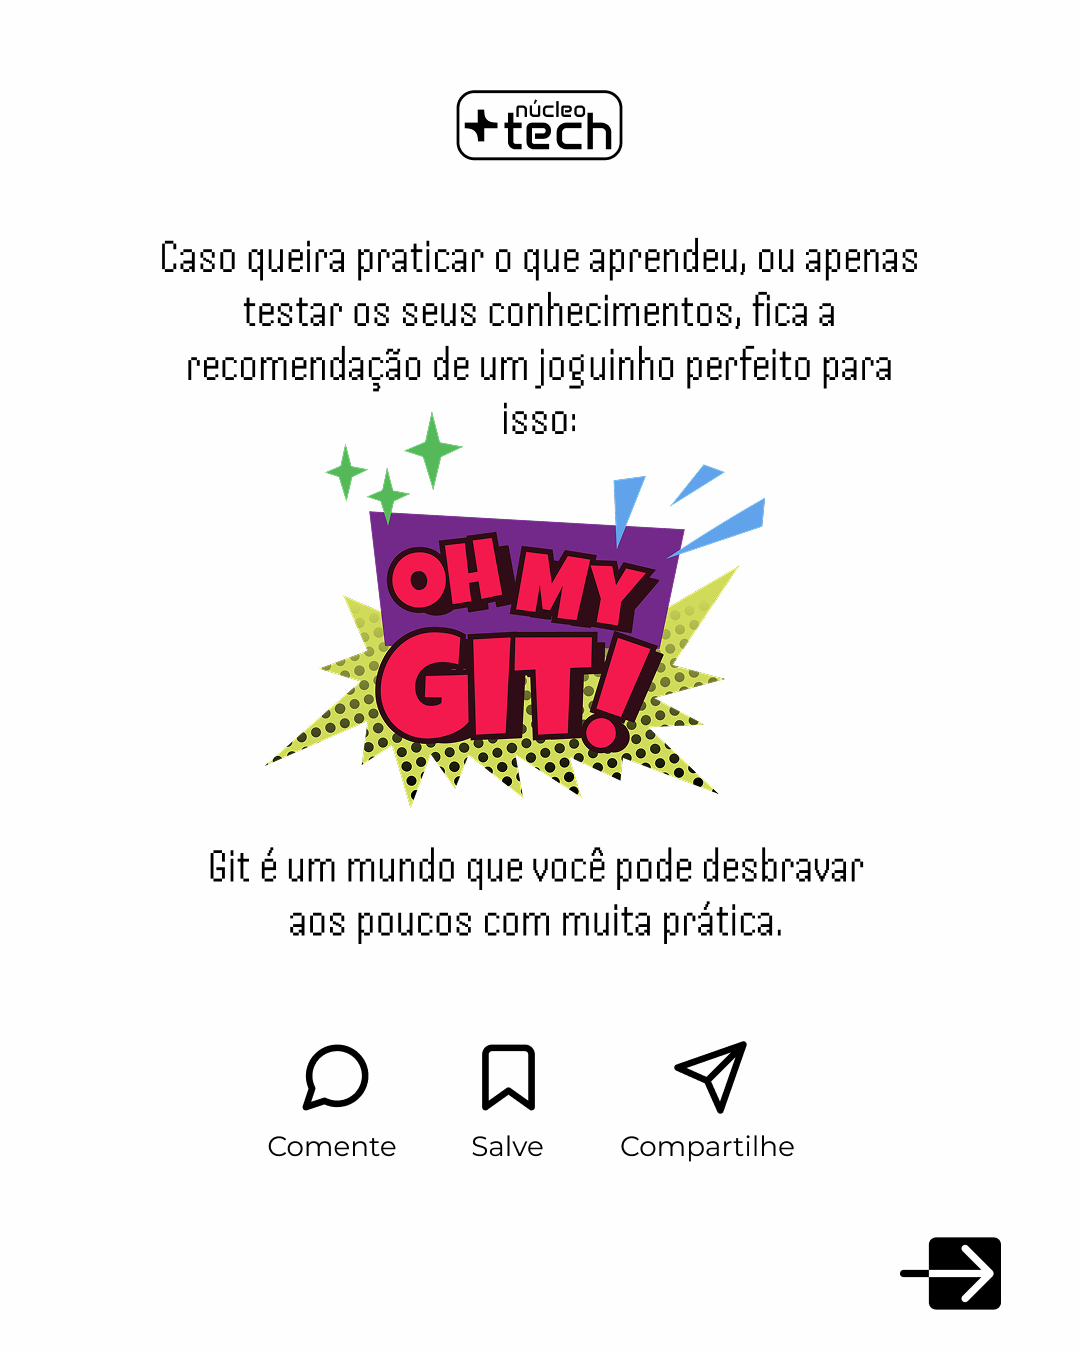 núcleo
tech
Caso queira praticar o que aprendeu, ou apenas
testar os seus conhecimentos, fica a
recomendação de um joguinho perfeito para
isso:
OH MY
GIT!
Git é um mundo que você pode desbravar
aos poucos com muita prática.
Comente
Salve
Compartilhe